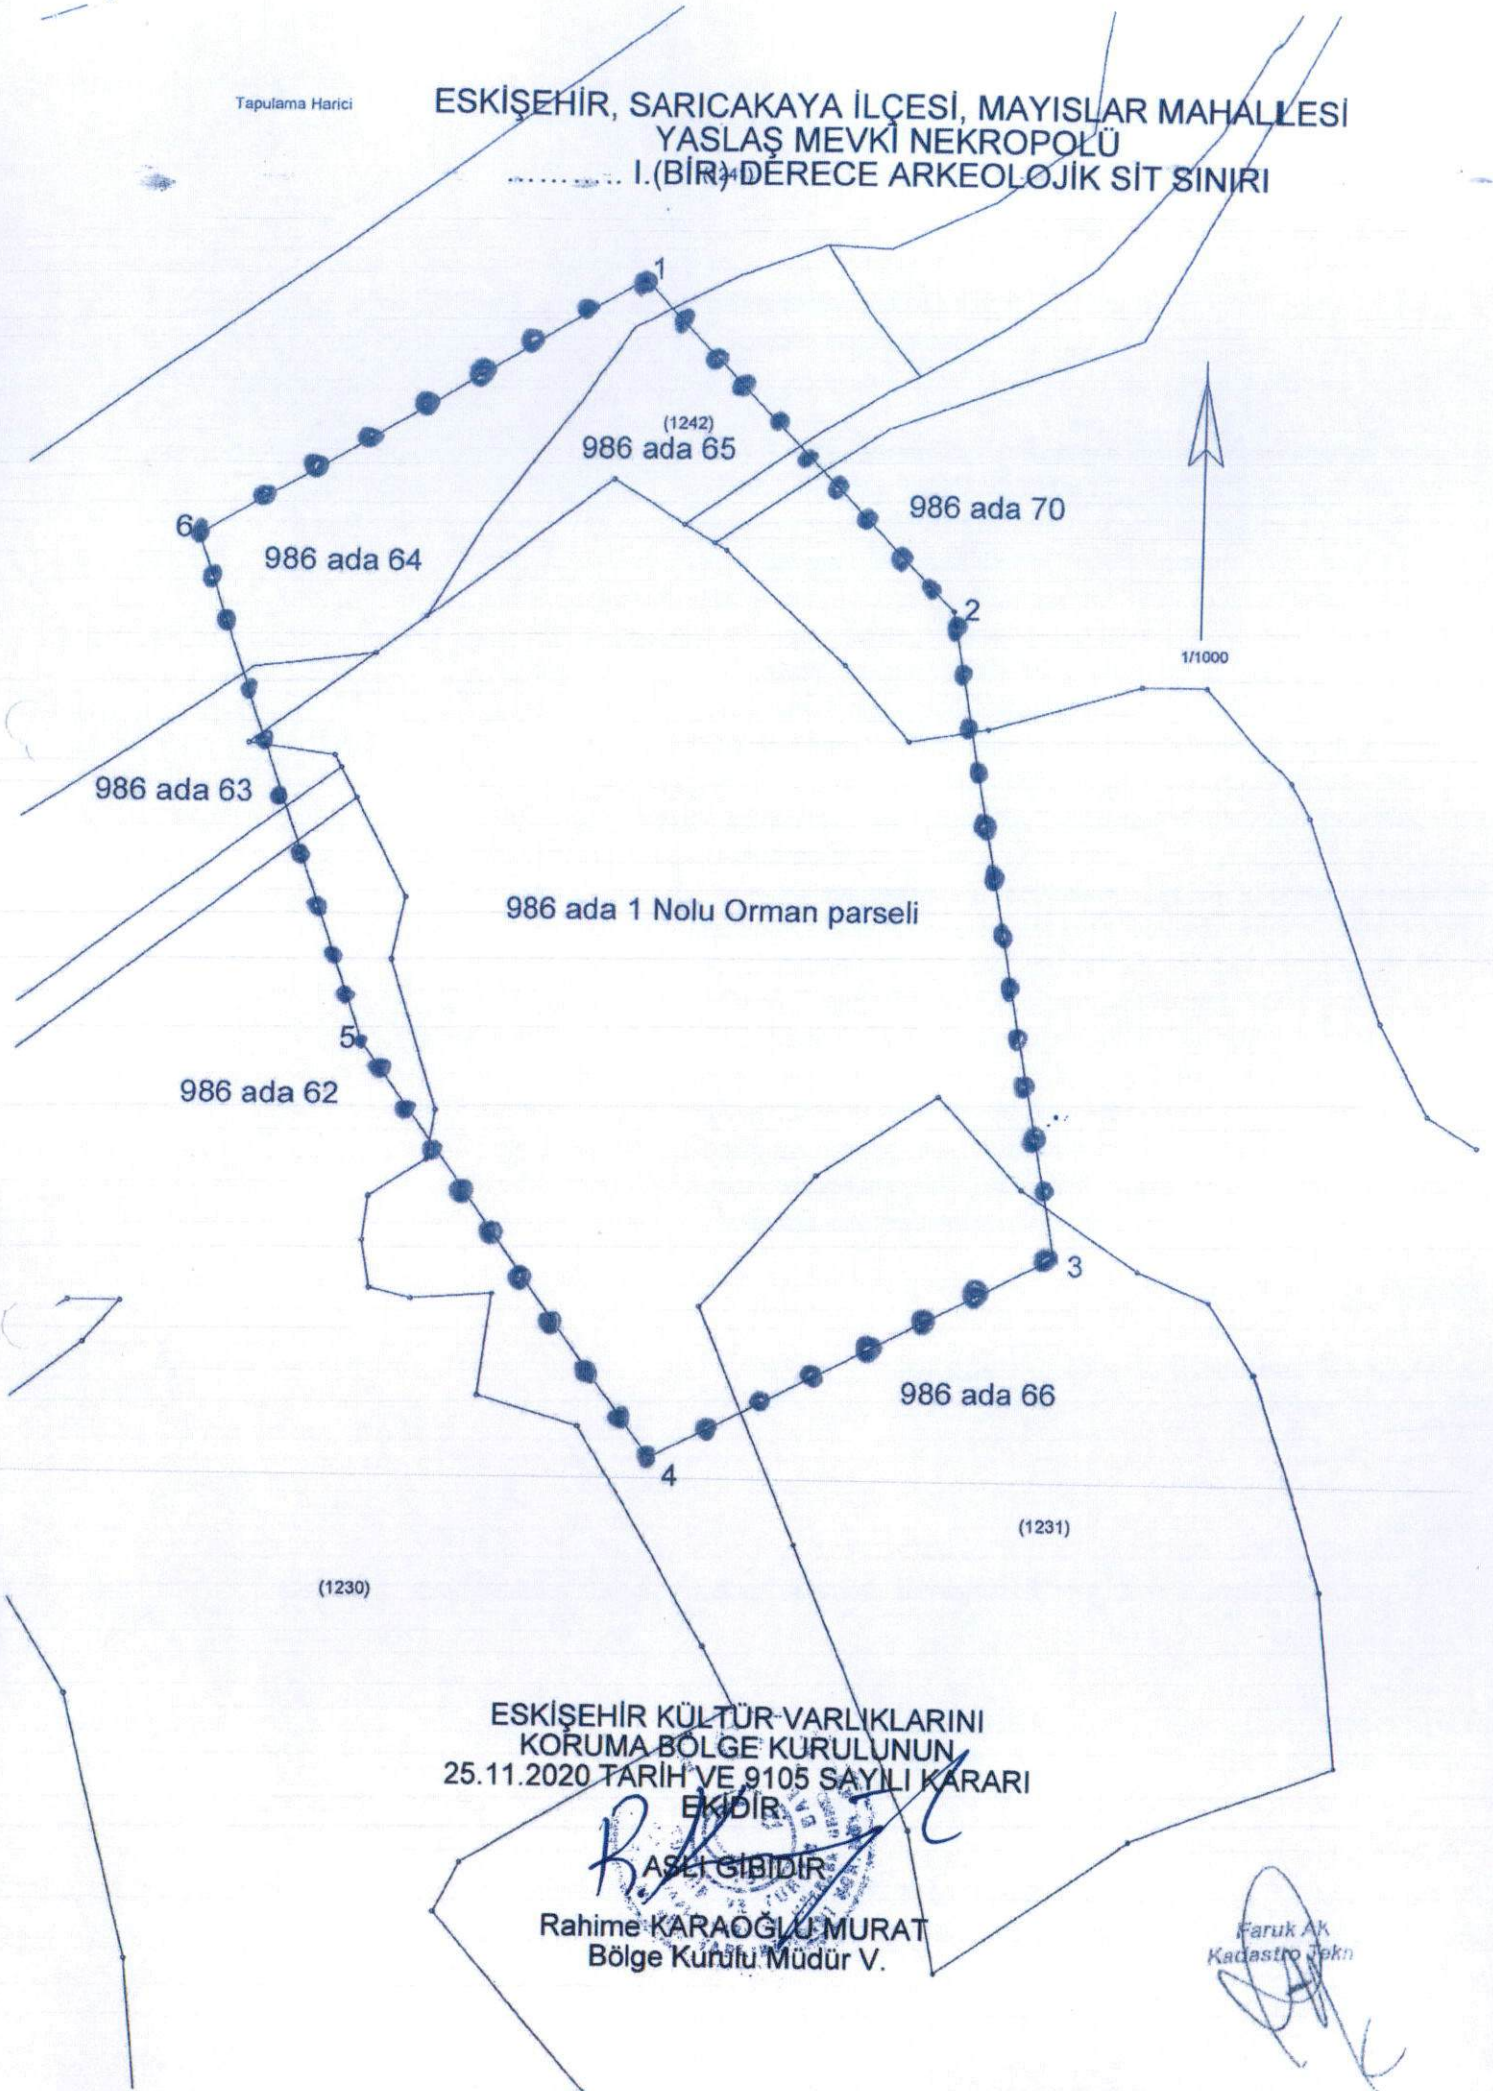 Tapulama Harici
ESKİŞEHİR, SARICAKAYA İLÇESİ, MAYISLAR MAHALLESİ
YASLAŞ MEVKİ NEKROPOLÜ
............ I.(BİR) DERECE ARKEOLOJİK SİT SINIRI
1
(1242)
986 ada 65
986 ada 70
6
986 ada 64
2
1/1000
986 ada 63
986 ada 1 Nolu Orman parseli
5
986 ada 62
3
986 ada 66
4
(1231)
(1230)
ESKİŞEHİR KÜLTÜR VARLIKLARINI
KORUMA BÖLGE KURULUNUN
25.11.2020 TARİH VE 9105 SAYILI KARARI
EKİDİR.
ASLI GİBİDİR
Rahime KARAOĞLU MURAT
Bölge Kurulu Müdür V.
Faruk AK
Kadastro Tekn